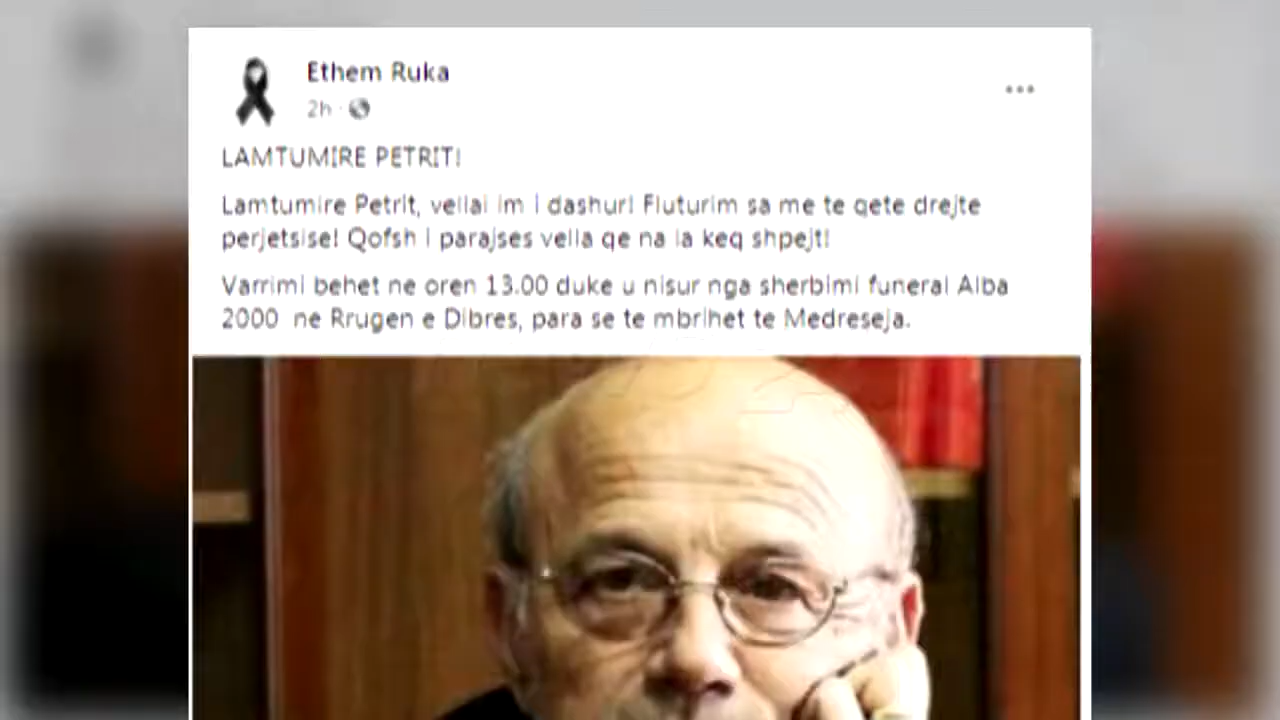 Ethem Ruka
2h ·
LAMTUMIRE PETRIT!
Lamtumire Petrit, vellai im i dashur! Fluturim sa me te qete drejte
perjetsise! Qofsh i parajses vella qe na la keq shpejt!
Varrimi behet ne oren 13.00 duke u nisur nga sherbimi funeral Alba
2000 ne Rrugen e Dibres, para se te mbrihet te Medreseja.